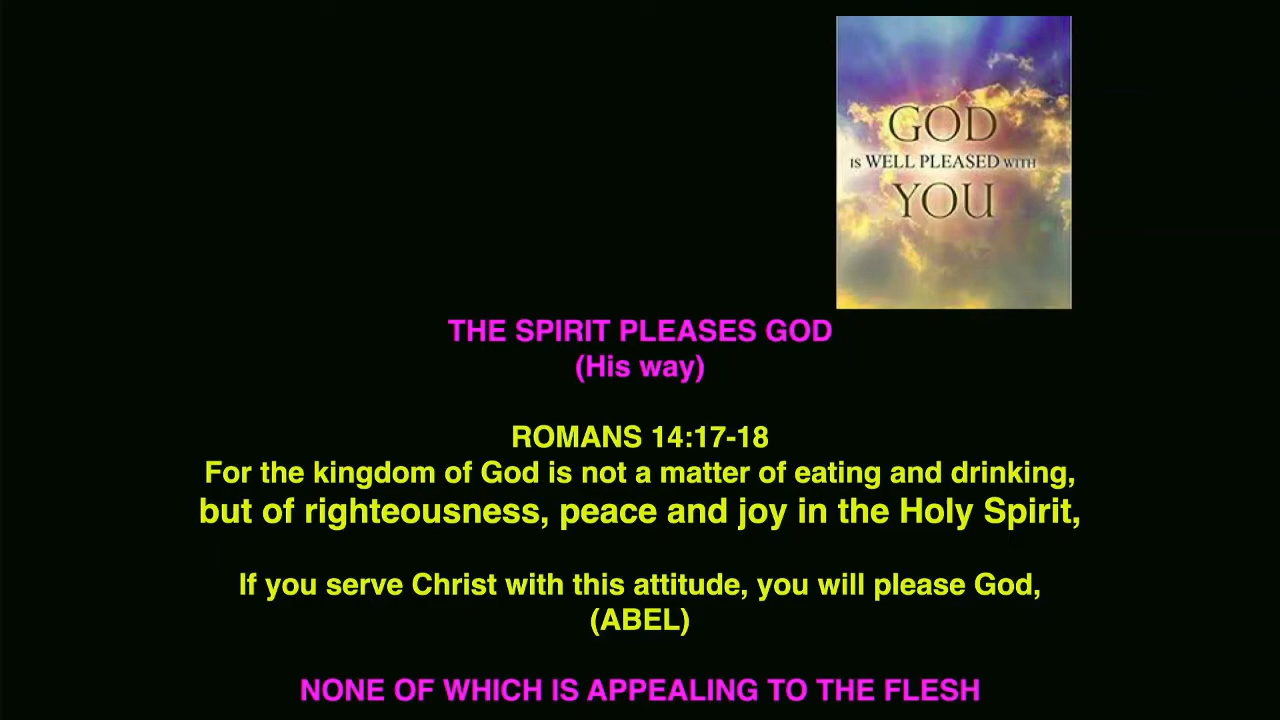 GOD
IS WELL PLEASED WITH
YOU
THE SPIRIT PLEASES GOD
(His way)
ROMANS 14:17-18
For the kingdom of God is not a matter of eating and drinking,
but of righteousness, peace and joy in the Holy Spirit,
If you serve Christ with this attitude, you will please God,
(ABEL)
NONE OF WHICH IS APPEALING TO THE FLESH